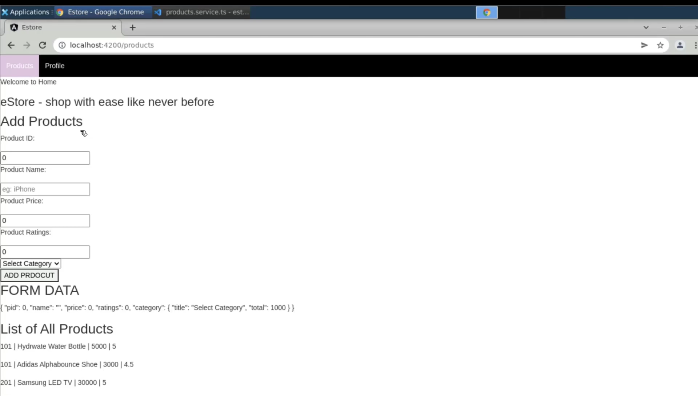 Applications
Estore - Google Chrome
products.service.ts - est...
Estore
localhost:4200/products
Products
Profile
Welcome to Home
eStore - shop with ease like never before
Add Products
Product ID:
0
Product Name:
eg: iPhone
Product Price:
0
Product Ratings:
0
Select Category
ADD PRDOCUT
FORM DATA
{ "pid": 0, "name": "", "price": 0, "ratings": 0, "category": { "title": "Select Category", "total": 1000 } }
List of All Products
101 | Hydrwate Water Bottle | 5000 | 5
101 | Adidas Alphabounce Shoe | 3000 | 4.5
201 | Samsung LED TV | 30000 | 5